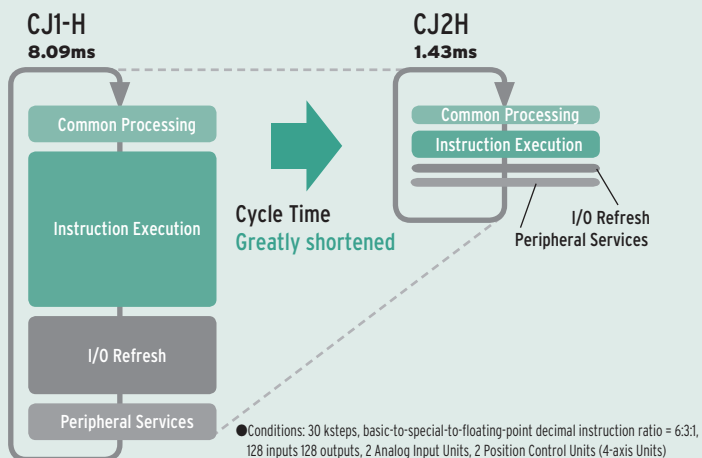 CJ1-H
8.09ms
Common Processing
Instruction Execution
I/O Refresh
Peripheral Services
Cycle Time
Greatly shortened
CJ2H
1.43ms
Common Processing
Instruction Execution
I/O Refresh
Peripheral Services
●Conditions: 30 ksteps, basic-to-special-to-floating-point decimal instruction ratio = 6:3:1,
128 inputs 128 outputs, 2 Analog Input Units, 2 Position Control Units (4-axis Units)